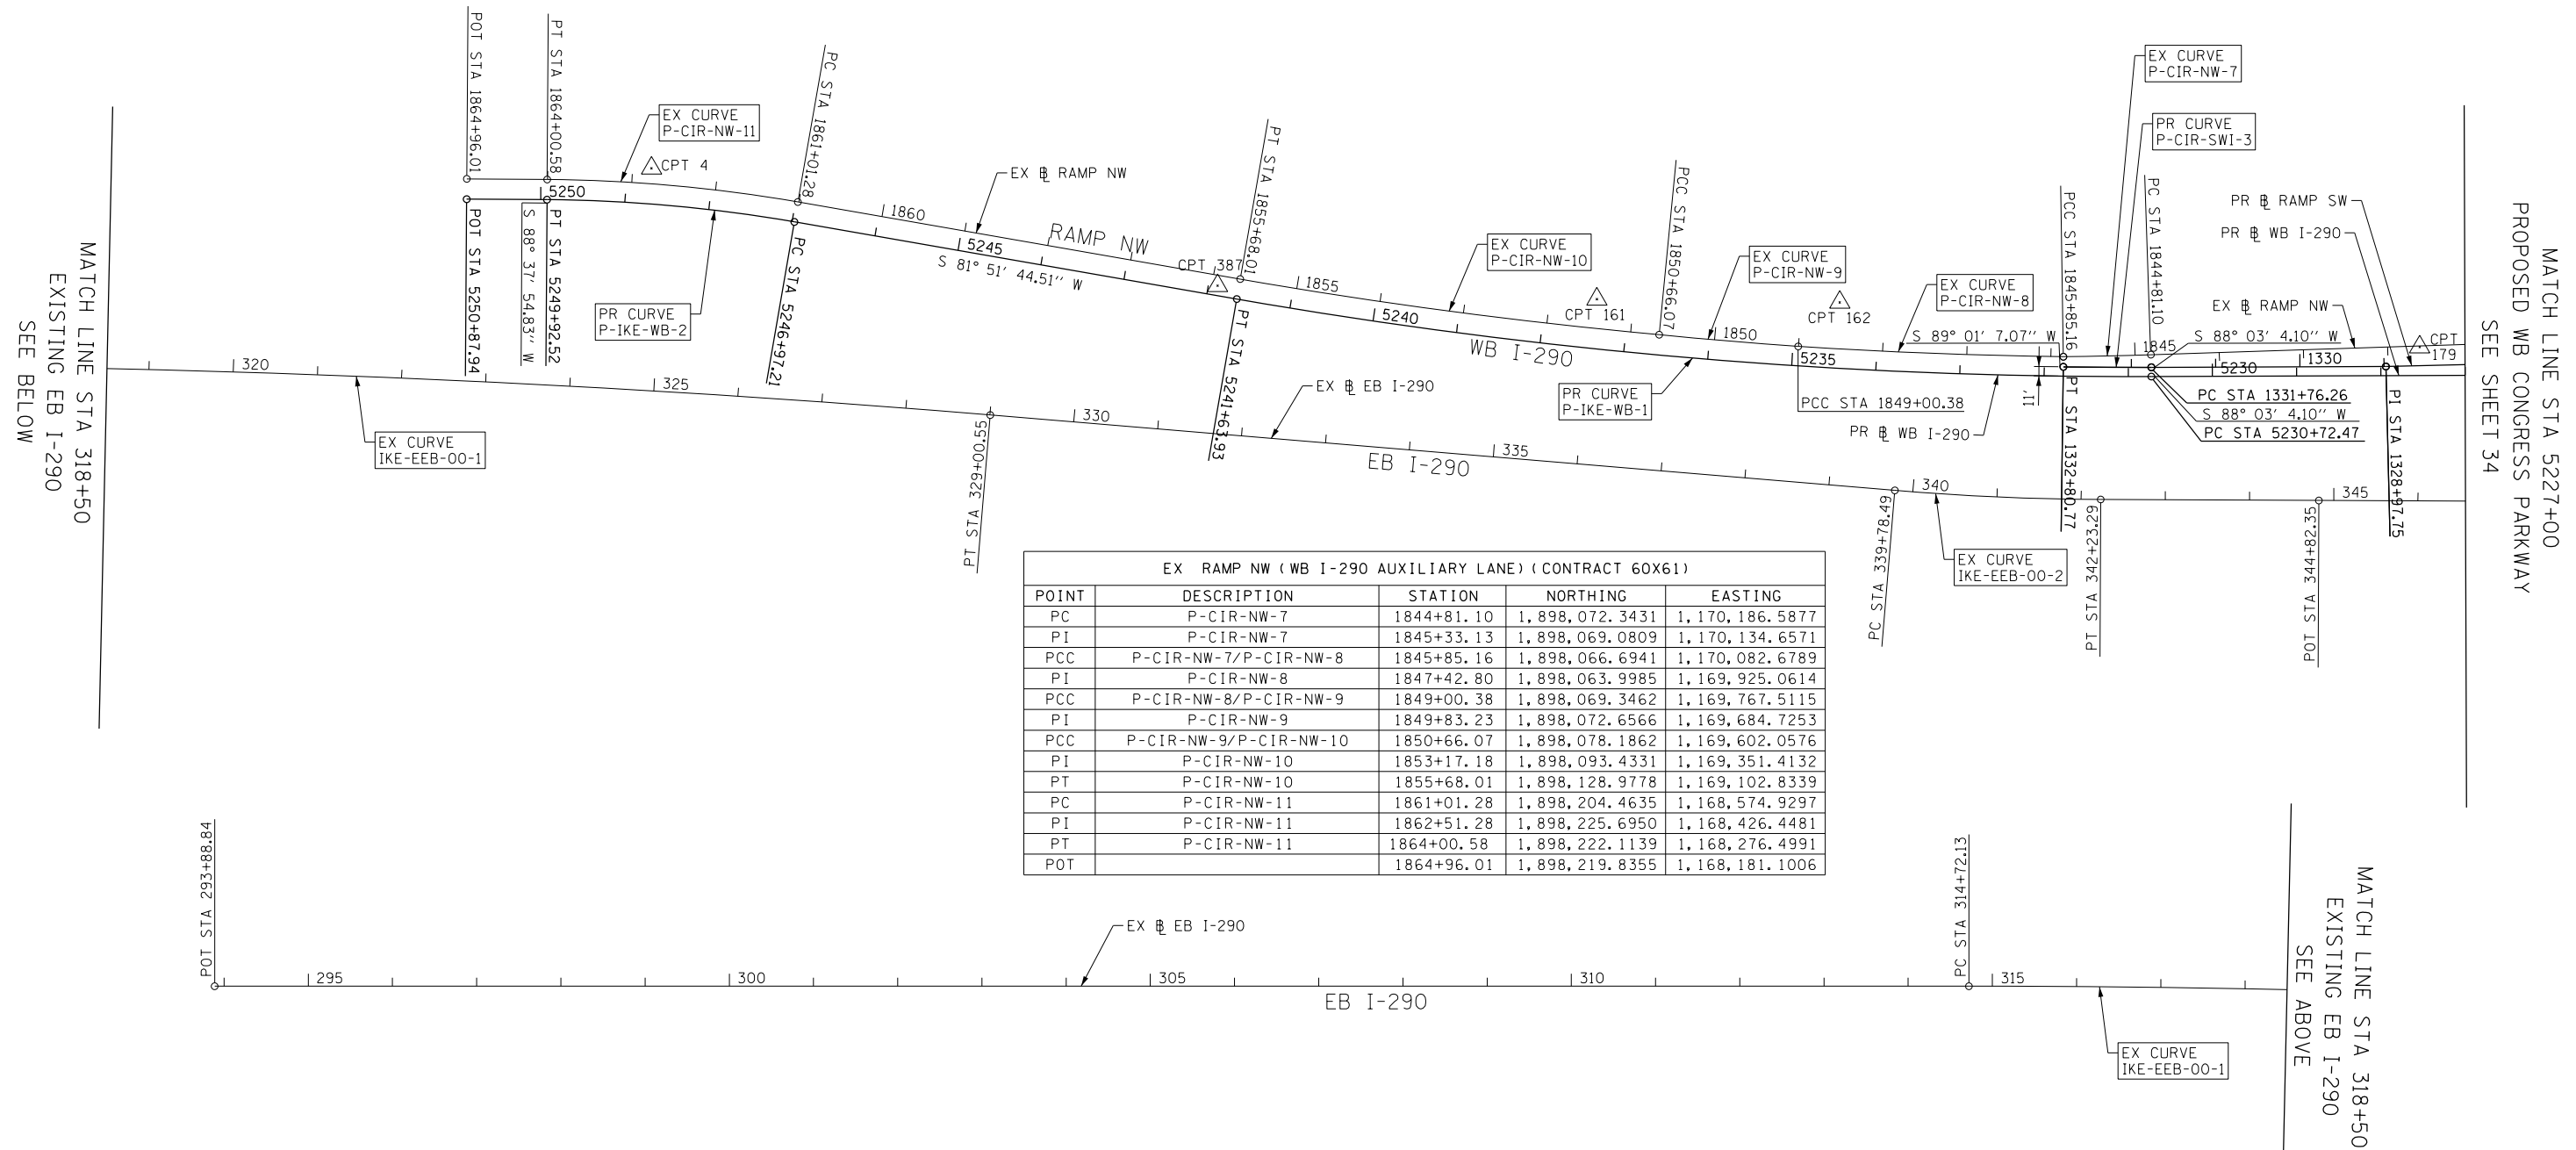 POT STA 1864+96.01
PT STA 1864+00.58
PC STA 1861+01.28
PT STA 1855+68.01
PCC STA 1850+66.07
PCC STA 1845+85.16
PC STA 1844+81.10
EX CURVE
P-CIR-NW-7
PR CURVE
P-CIR-SWI-3
EX CURVE
P-CIR-NW-11
CPT 4
EX ⅊ RAMP NW
1860
RAMP NW
CPT 387
1855
EX CURVE
P-CIR-NW-10
CPT 161
EX CURVE
P-CIR-NW-9
1850
CPT 162
EX CURVE
P-CIR-NW-8
S 89° 01' 7.07'' W
1845
PR ⅊ RAMP SW
PR ⅊ WB I-290
EX ⅊ RAMP NW
S 88° 03' 4.10'' W
1330
5230
CPT
179
MATCH LINE STA 5227+00
PROPOSED WB CONGRESS PARKWAY
SEE SHEET 34
MATCH LINE STA 318+50
EXISTING EB I-290
SEE BELOW
5250
POT STA 5250+87.94
S 88° 37' 54.83'' W
PT STA 5249+92.52
PR CURVE
P-IKE-WB-2
PC STA 5246+97.21
5245
S 81° 51' 44.51'' W
PT STA 5241+63.93
5240
WB I-290
5235
PR CURVE
P-IKE-WB-1
PCC STA 1849+00.38
PR ⅊ WB I-290
11'
PT STA 1332+80.77
PC STA 1331+76.26
S 88° 03' 4.10'' W
PC STA 5230+72.47
PI STA 1328+97.75
320
EX CURVE
IKE-EEB-00-1
325
PT STA 329+00.55
330
EX ⅊ EB I-290
EB I-290
335
PC STA 339+78.49
340
EX CURVE
IKE-EEB-00-2
PT STA 342+23.29
POT STA 344+82.35
345
EX RAMP NW (WB I-290 AUXILIARY LANE) (CONTRACT 60X61)
POINT DESCRIPTION STATION NORTHING EASTING
PC P-CIR-NW-7 1844+81.10 1,898,072.3431 1,170,186.5877
PI P-CIR-NW-7 1845+33.13 1,898,069.0809 1,170,134.6571
PCC P-CIR-NW-7/P-CIR-NW-8 1845+85.16 1,898,066.6941 1,170,082.6789
PI P-CIR-NW-8 1847+42.80 1,898,063.9985 1,169,925.0614
PCC P-CIR-NW-8/P-CIR-NW-9 1849+00.38 1,898,069.3462 1,169,767.5115
PI P-CIR-NW-9 1849+83.23 1,898,072.6566 1,169,684.7253
PCC P-CIR-NW-9/P-CIR-NW-10 1850+66.07 1,898,078.1862 1,169,602.0576
PI P-CIR-NW-10 1853+17.18 1,898,093.4331 1,169,351.4132
PT P-CIR-NW-10 1855+68.01 1,898,128.9778 1,169,102.8339
PC P-CIR-NW-11 1861+01.28 1,898,204.4635 1,168,574.9297
PI P-CIR-NW-11 1862+51.28 1,898,225.6950 1,168,426.4481
PT P-CIR-NW-11 1864+00.58 1,898,222.1139 1,168,276.4991
POT 1864+96.01 1,898,219.8355 1,168,181.1006
POT STA 293+88.84
295
300
EX ⅊ EB I-290
305
EB I-290
310
PC STA 314+72.13
315
EX CURVE
IKE-EEB-00-1
MATCH LINE STA 318+50
EXISTING EB I-290
SEE ABOVE